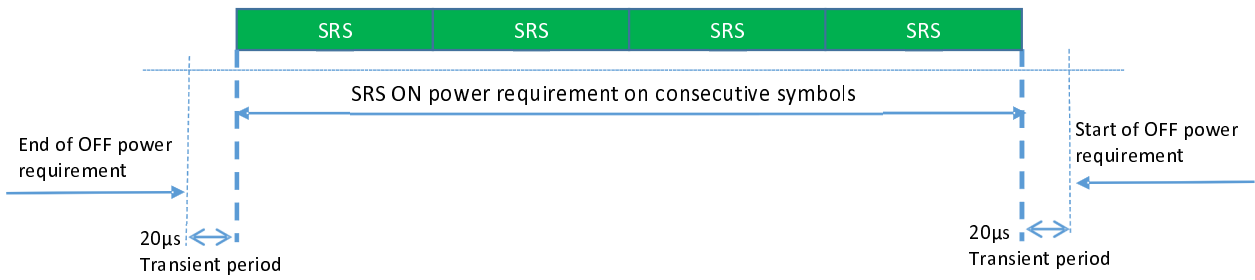 SRS SRS SRS SRS
SRS ON power requirement on consecutive symbols
End of OFF power
requirement
Start of OFF power
requirement
20µs
Transient period
20µs
Transient period